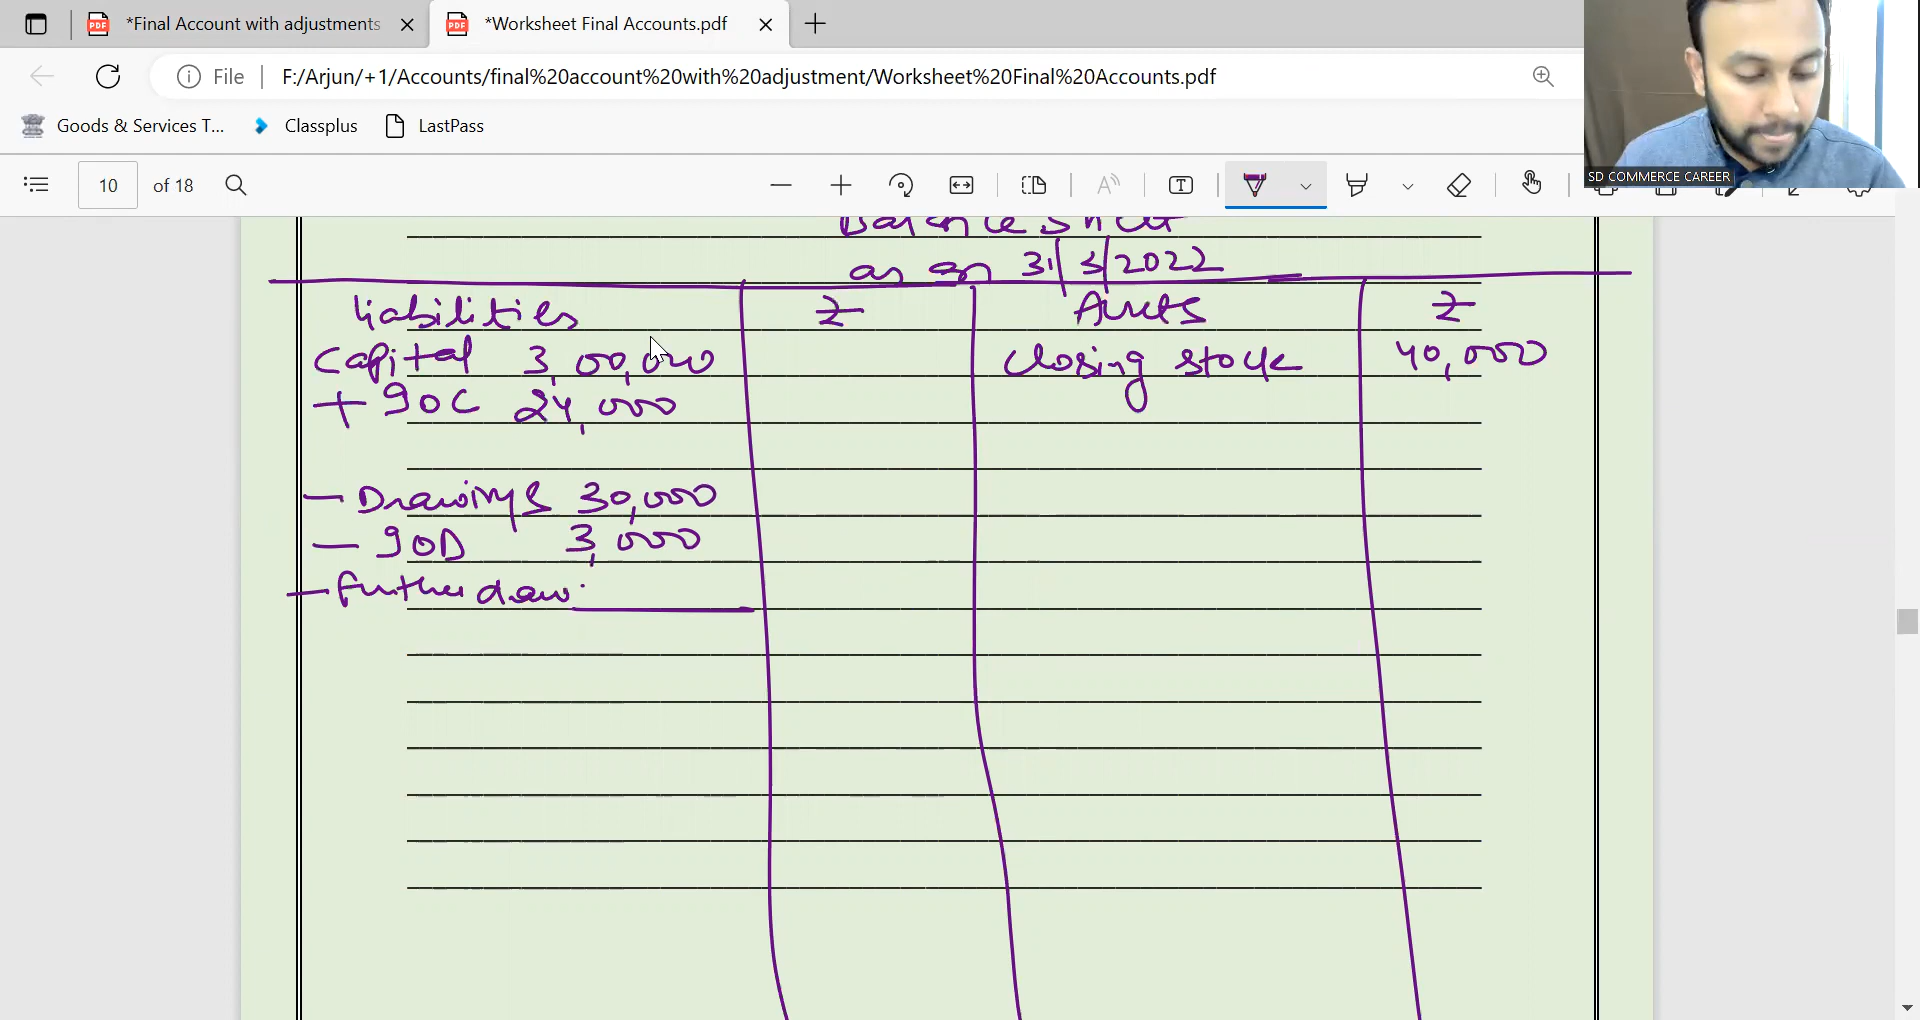 *Final Account with adjustments
*Worksheet Final Accounts.pdf
File
F:/Arjun/+1/Accounts/final%20account%20with%20adjustment/Worksheet%20Final%20Accounts.pdf
Goods & Services T...
Classplus
LastPass
10 of 18
SD COMMERCE CAREER
Balance Sheet
as on 31/3/2022
liabilities ₹ Assets ₹
Capital 3,00,000 Closing stock 40,000
+ IOC 24,000
- Drawings 30,000
- IOD 3,000
- further draw